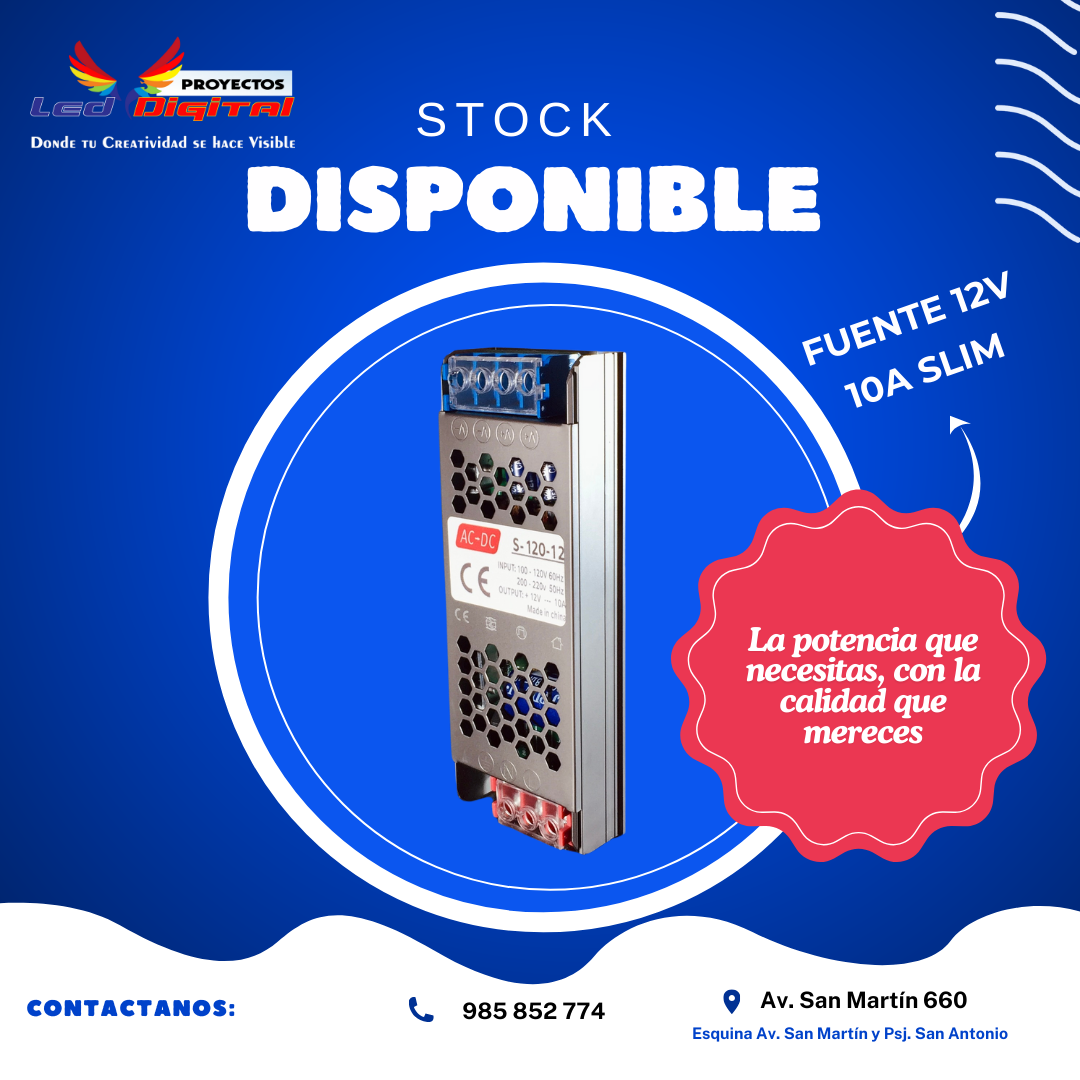 PROYECTOS
Led Digital
Donde tu Creatividad se hace Visible
STOCK
DISPONIBLE
FUENTE 12V
10A SLIM
AC-DC
S-120-12
CE
INPUT: 100 - 120V 60Hz
200 - 220v 50Hz
OUTPUT: + 12V --- 10A
Made in china
CE
La potencia que
necesitas, con la
calidad que
mereces
CONTACTANOS:
985 852 774
Av. San Martín 660
Esquina Av. San Martín y Psj. San Antonio